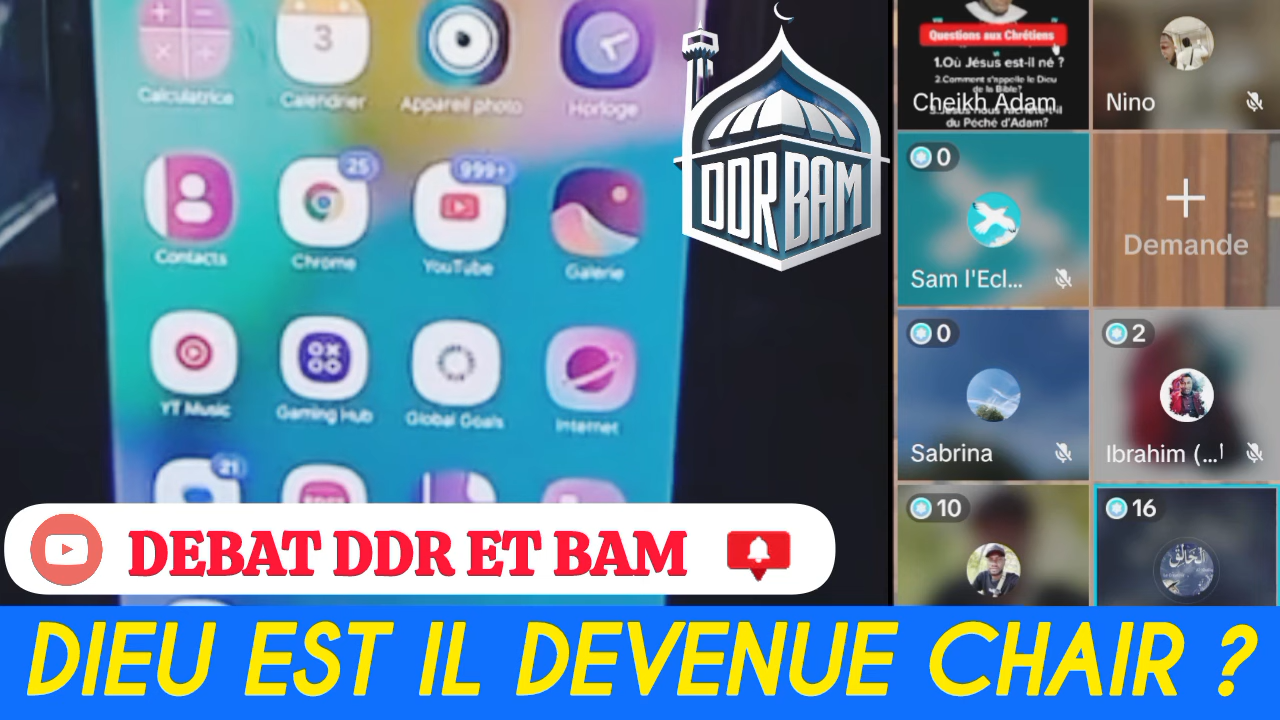 3
Calculatrice
Calendrier
Appareil photo
Horloge
25
999+
Contacts
Chrome
YouTube
Galerie
YT Music
Gaming Hub
Global Goals
Internet
21
DDR BAM
Questions aux Chrétiens
1.Où Jésus est-il né ?
2.Comment s'appelle le Dieu
de la Bible?
Cheikh Adam
du Péché d'Adam?
Nino
0
Sam l'Ecl...
Demande
0
Sabrina
2
Ibrahim (...
10
16
الخالق
DEBAT DDR ET BAM
DIEU EST IL DEVENUE CHAIR ?